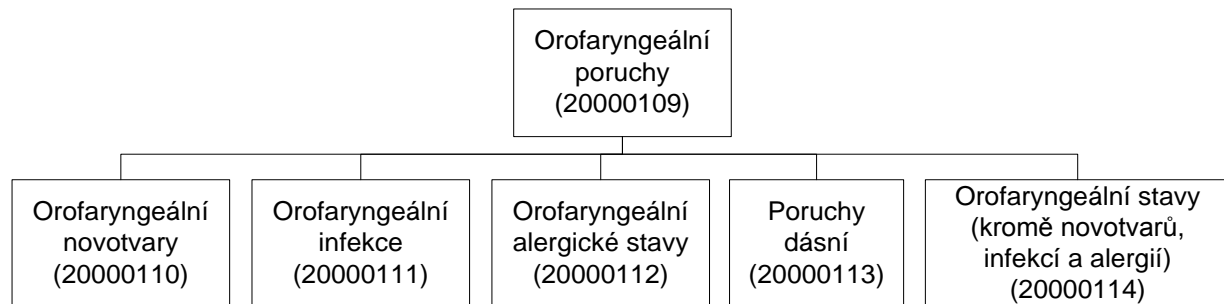 Orofaryngeální
poruchy
(20000109)
Orofaryngeální
novotvary
(20000110)
Orofaryngeální
infekce
(20000111)
Orofaryngeální
alergické stavy
(20000112)
Poruchy
dásní
(20000113)
Orofaryngeální stavy
(kromě novotvarů,
infekcí a alergií)
(20000114)